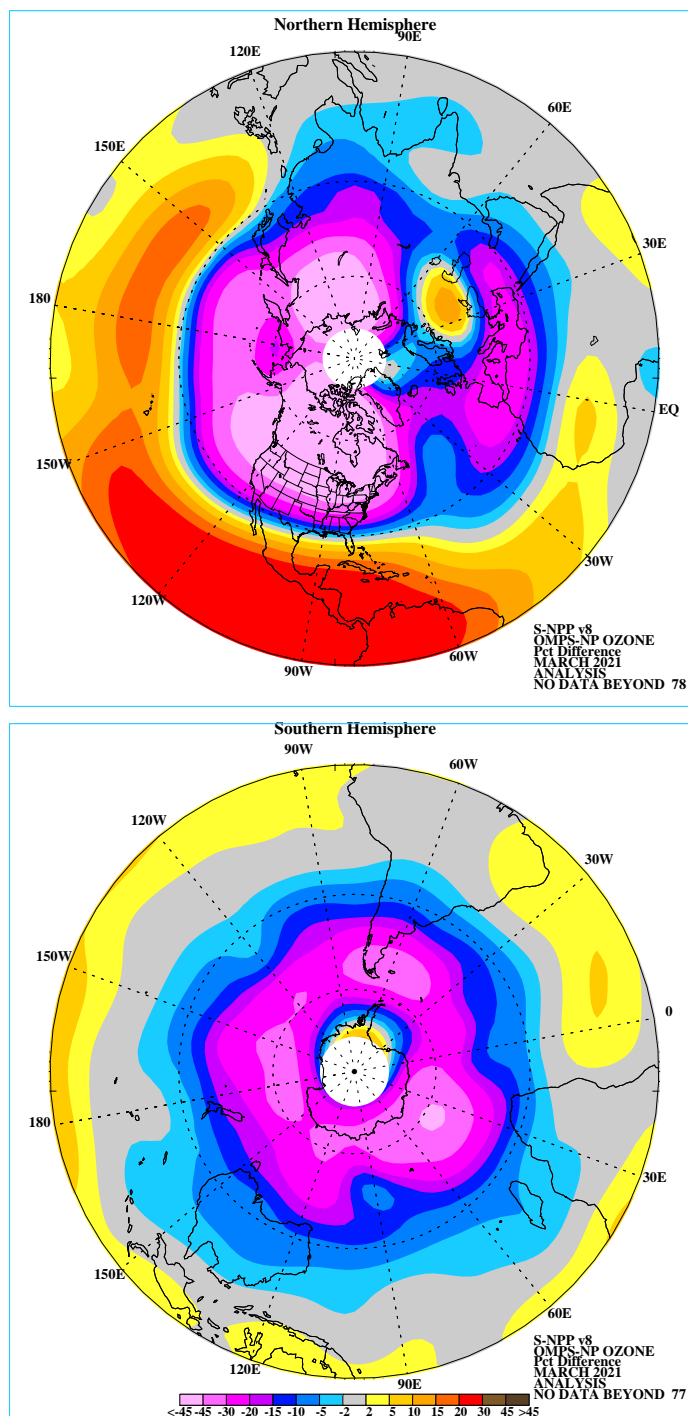 Northern Hemisphere
90E
120E
60E
150E
30E
180
EQ
150W
30W
120W
60W
90W
S-NPP v8
OMPS-NP OZONE
Pct Difference
MARCH 2021
ANALYSIS
NO DATA BEYOND 78
Southern Hemisphere
90W
60W
120W
30W
150W
0
180
30E
150E
60E
120E
90E
S-NPP v8
OMPS-NP OZONE
Pct Difference
MARCH 2021
ANALYSIS
NO DATA BEYOND 77
<-45 -45 -30 -20 -15 -10 -5 -2 2 5 10 15 20 30 45 >45